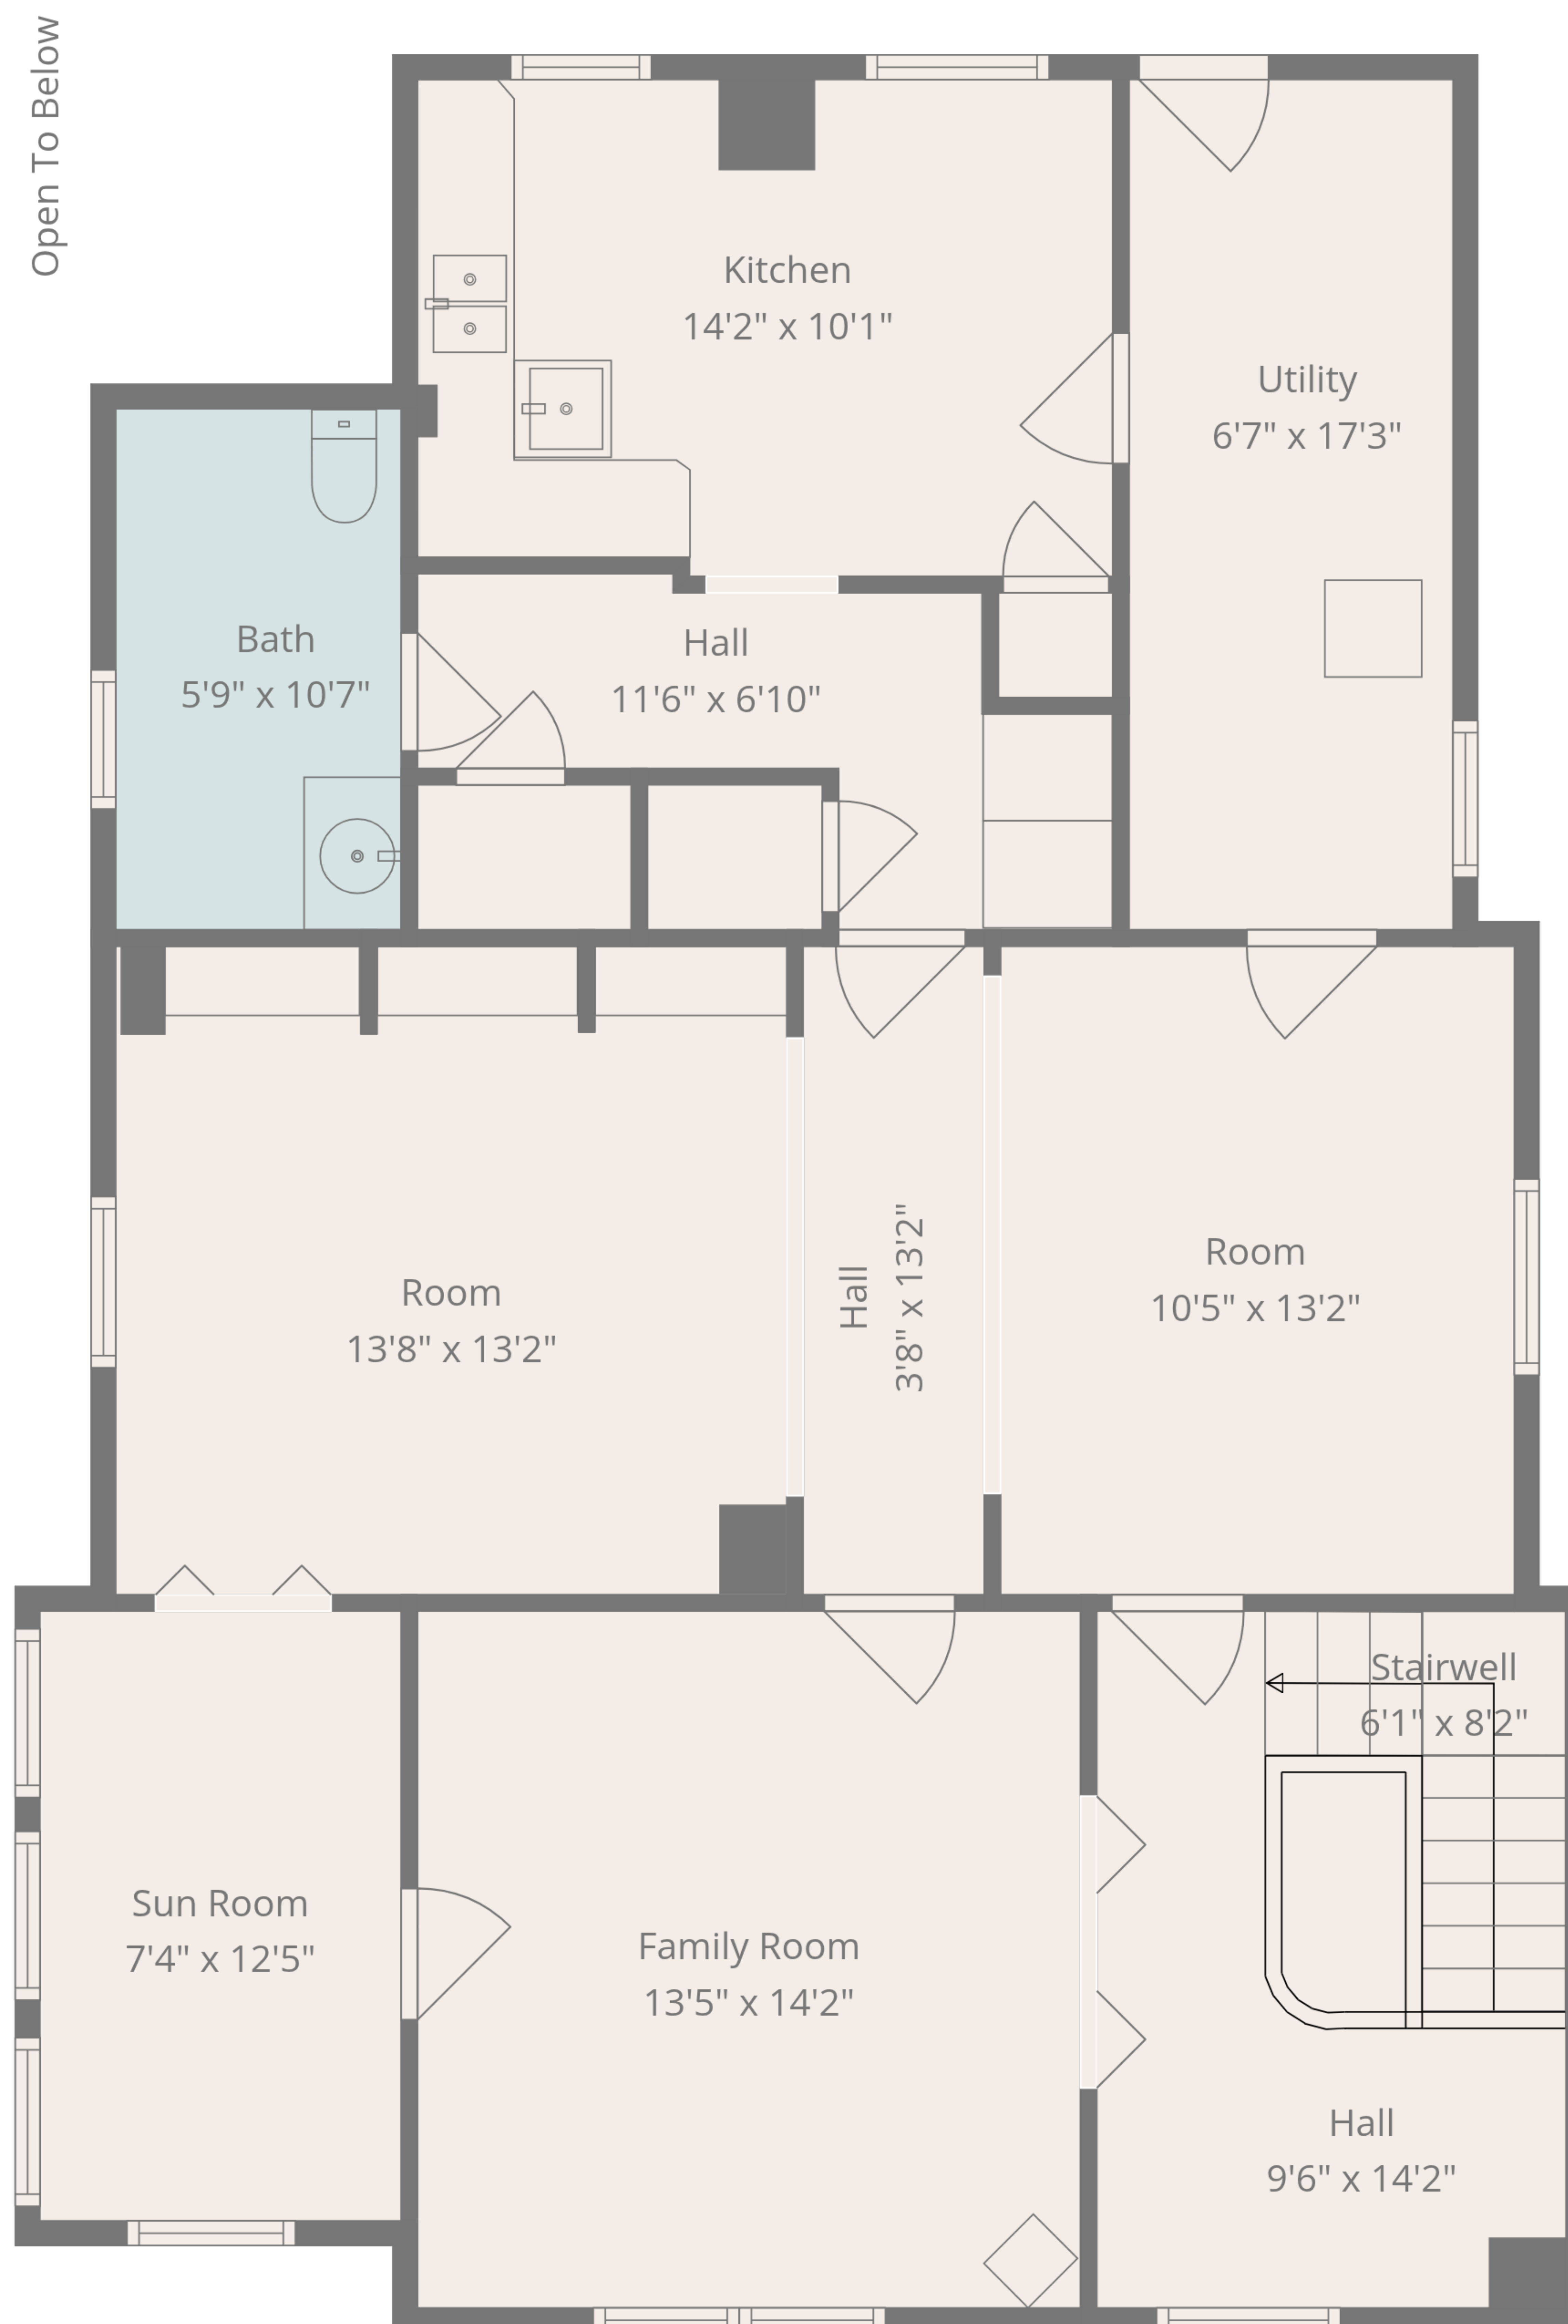 Open To Below
Kitchen
14'2" x 10'1"
Utility
6'7" x 17'3"
Bath
5'9" x 10'7"
Hall
11'6" x 6'10"
Room
13'8" x 13'2"
Hall
3'8" x 13'2"
Room
10'5" x 13'2"
Stairwell
6'1" x 8'2"
Sun Room
7'4" x 12'5"
Family Room
13'5" x 14'2"
Hall
9'6" x 14'2"